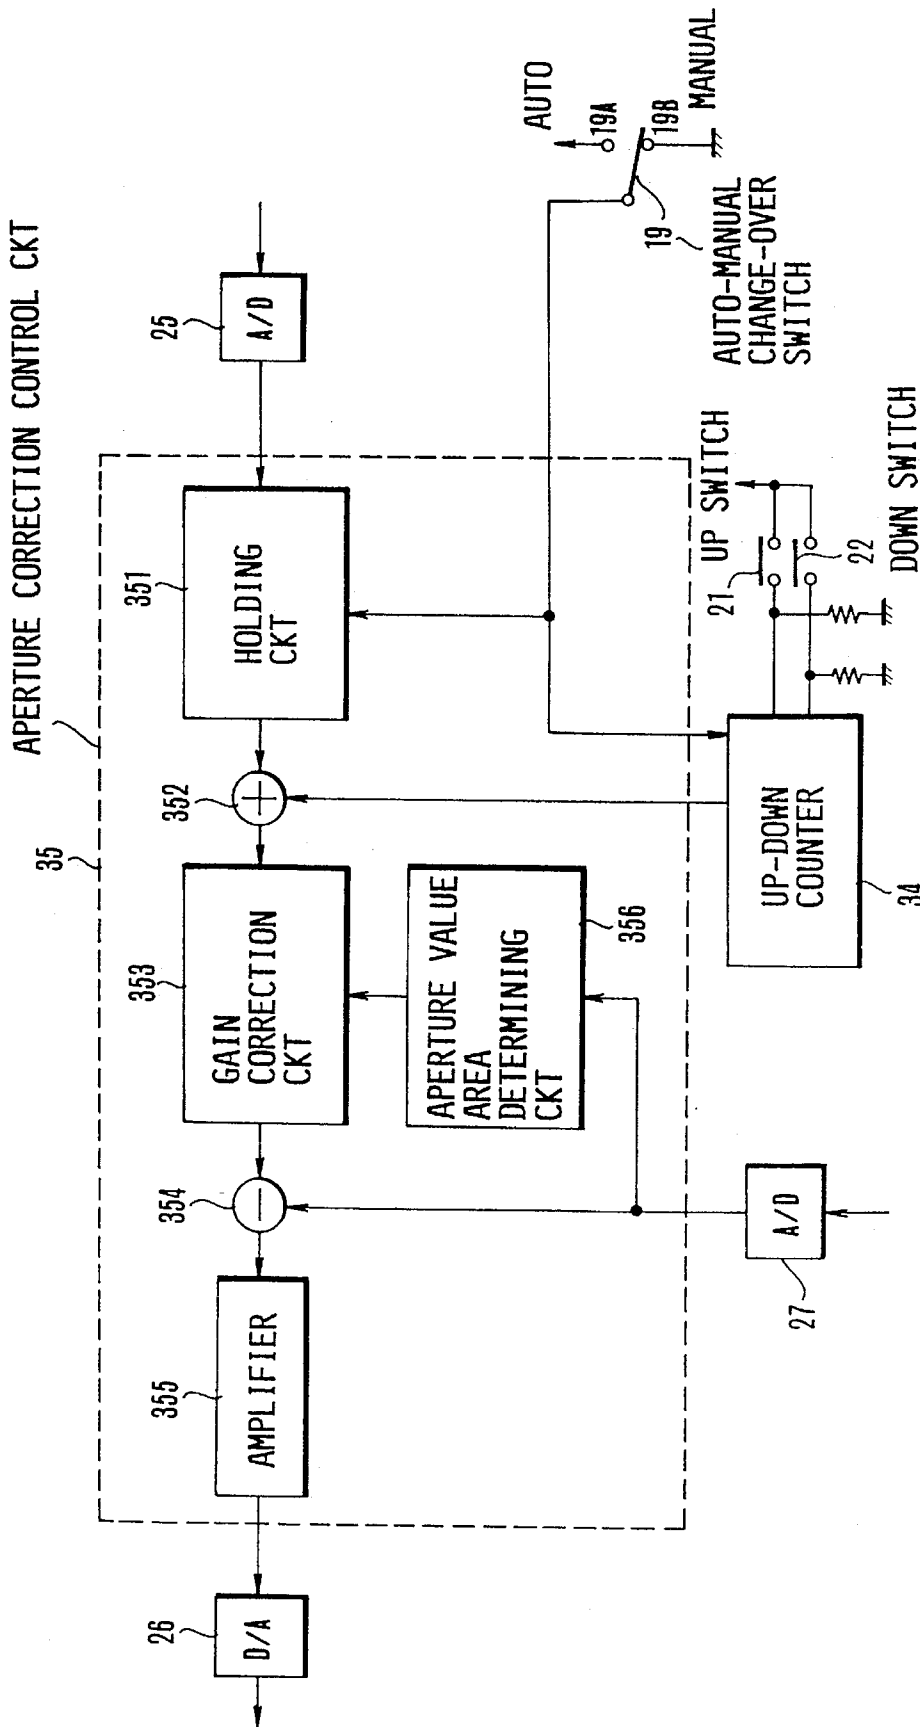 APERTURE CORRECTION CONTROL CKT
35
26
D/A
355
AMPLIFIER
354
353
GAIN
CORRECTION
CKT
352
351
HOLDING
CKT
25
A/D
APERTURE VALUE
AREA
DETERMINING
CKT
356
27
A/D
UP-DOWN
COUNTER
34
UP SWITCH
21
22
DOWN SWITCH
AUTO
19A
19B
MANUAL
19
AUTO-MANUAL
CHANGE-OVER
SWITCH